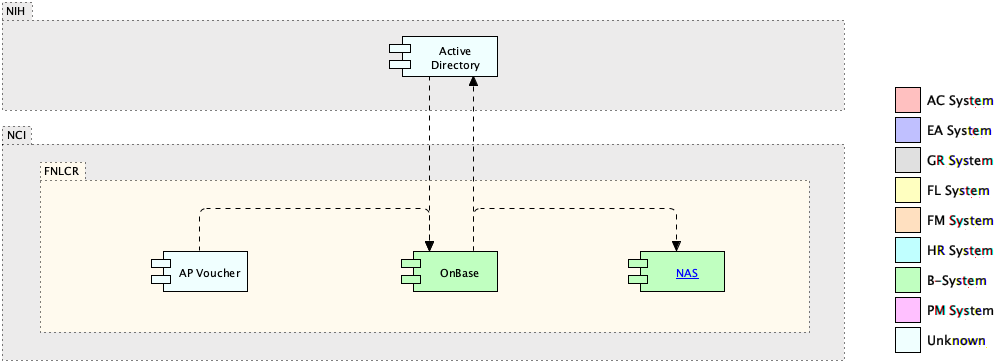 NIH
Active
Directory
NCI
FNLCR
AP Voucher
OnBase
NAS
AC System
EA System
GR System
FL System
FM System
HR System
B-System
PM System
Unknown